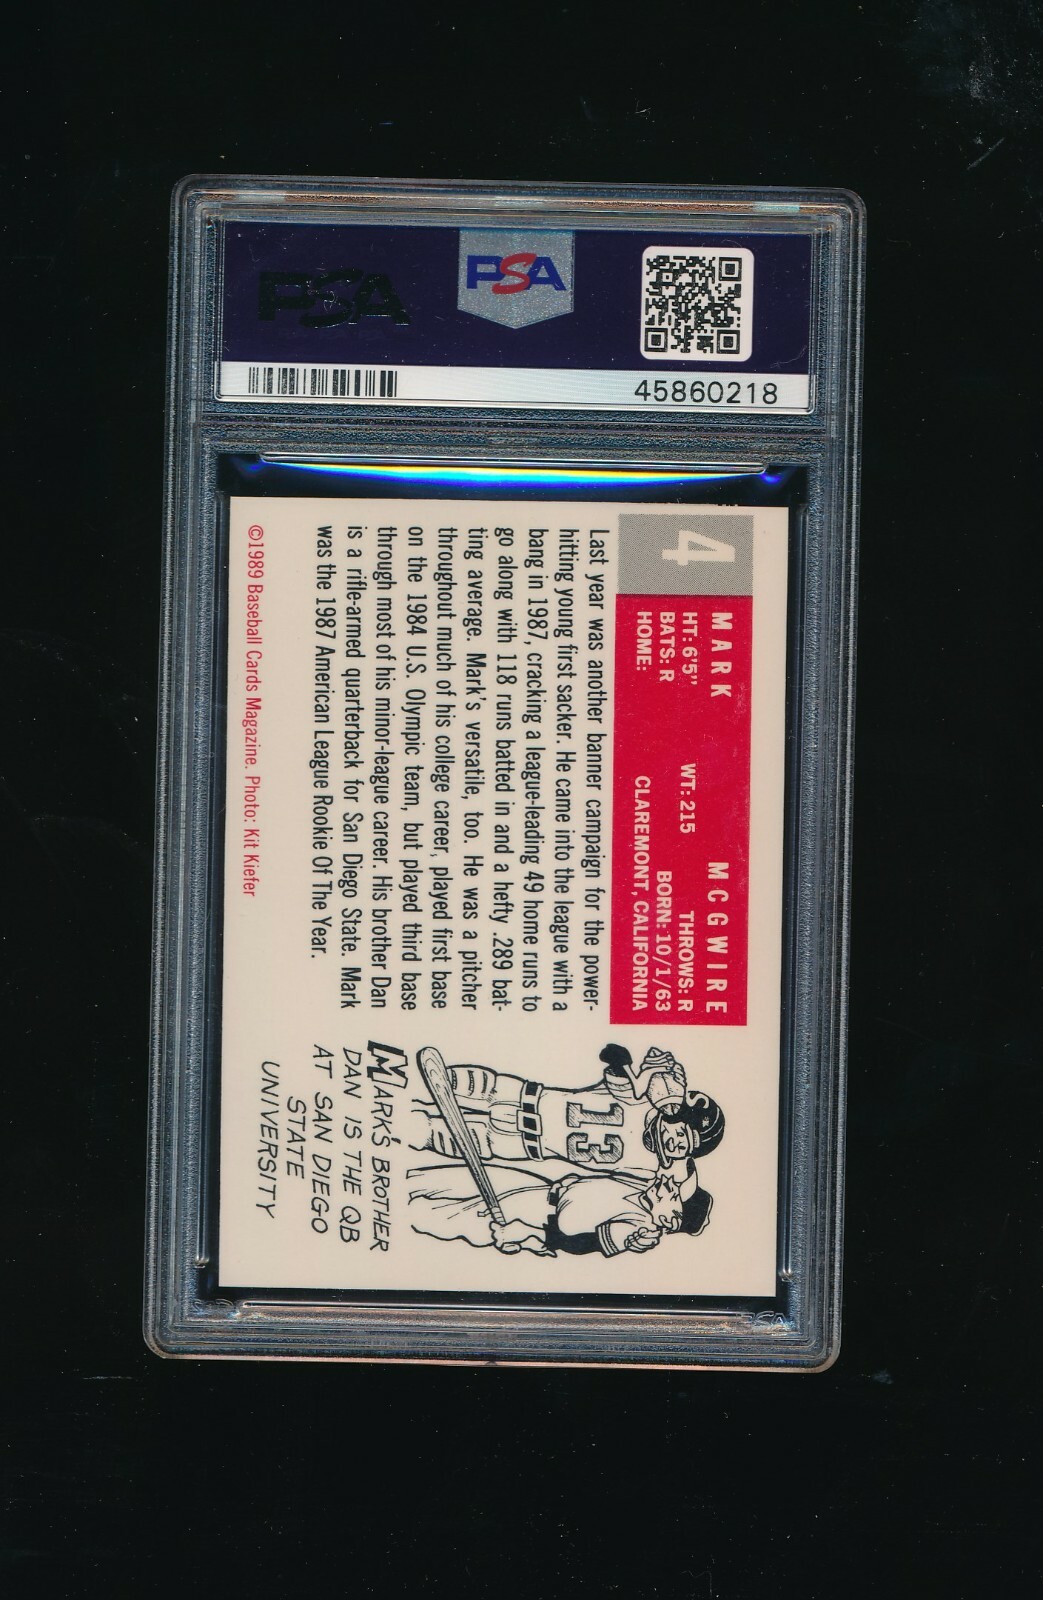 PSA
PSA
45860218
4
MARK MCGWIRE
HT: 6'5" WT: 215 THROWS: R
BATS: R BORN: 10/1/63
HOME: CLAREMONT, CALIFORNIA
Last year was another banner campaign for the power-
hitting young first sacker. He came into the league with a
bang in 1987, cracking a league-leading 49 home runs to
go along with 118 runs batted in and a hefty .289 bat-
ting average. Mark's versatile, too. He was a pitcher
throughout much of his college career, played first base
on the 1984 U.S. Olympic team, but played third base
through most of his minor-league career. His brother Dan
is a rifle-armed quarterback for San Diego State. Mark
was the 1987 American League Rookie Of The Year.
©1989 Baseball Cards Magazine. Photo: Kit Kiefer
S
13
MARK'S BROTHER
DAN IS THE QB
AT SAN DIEGO
STATE
UNIVERSITY
PSA